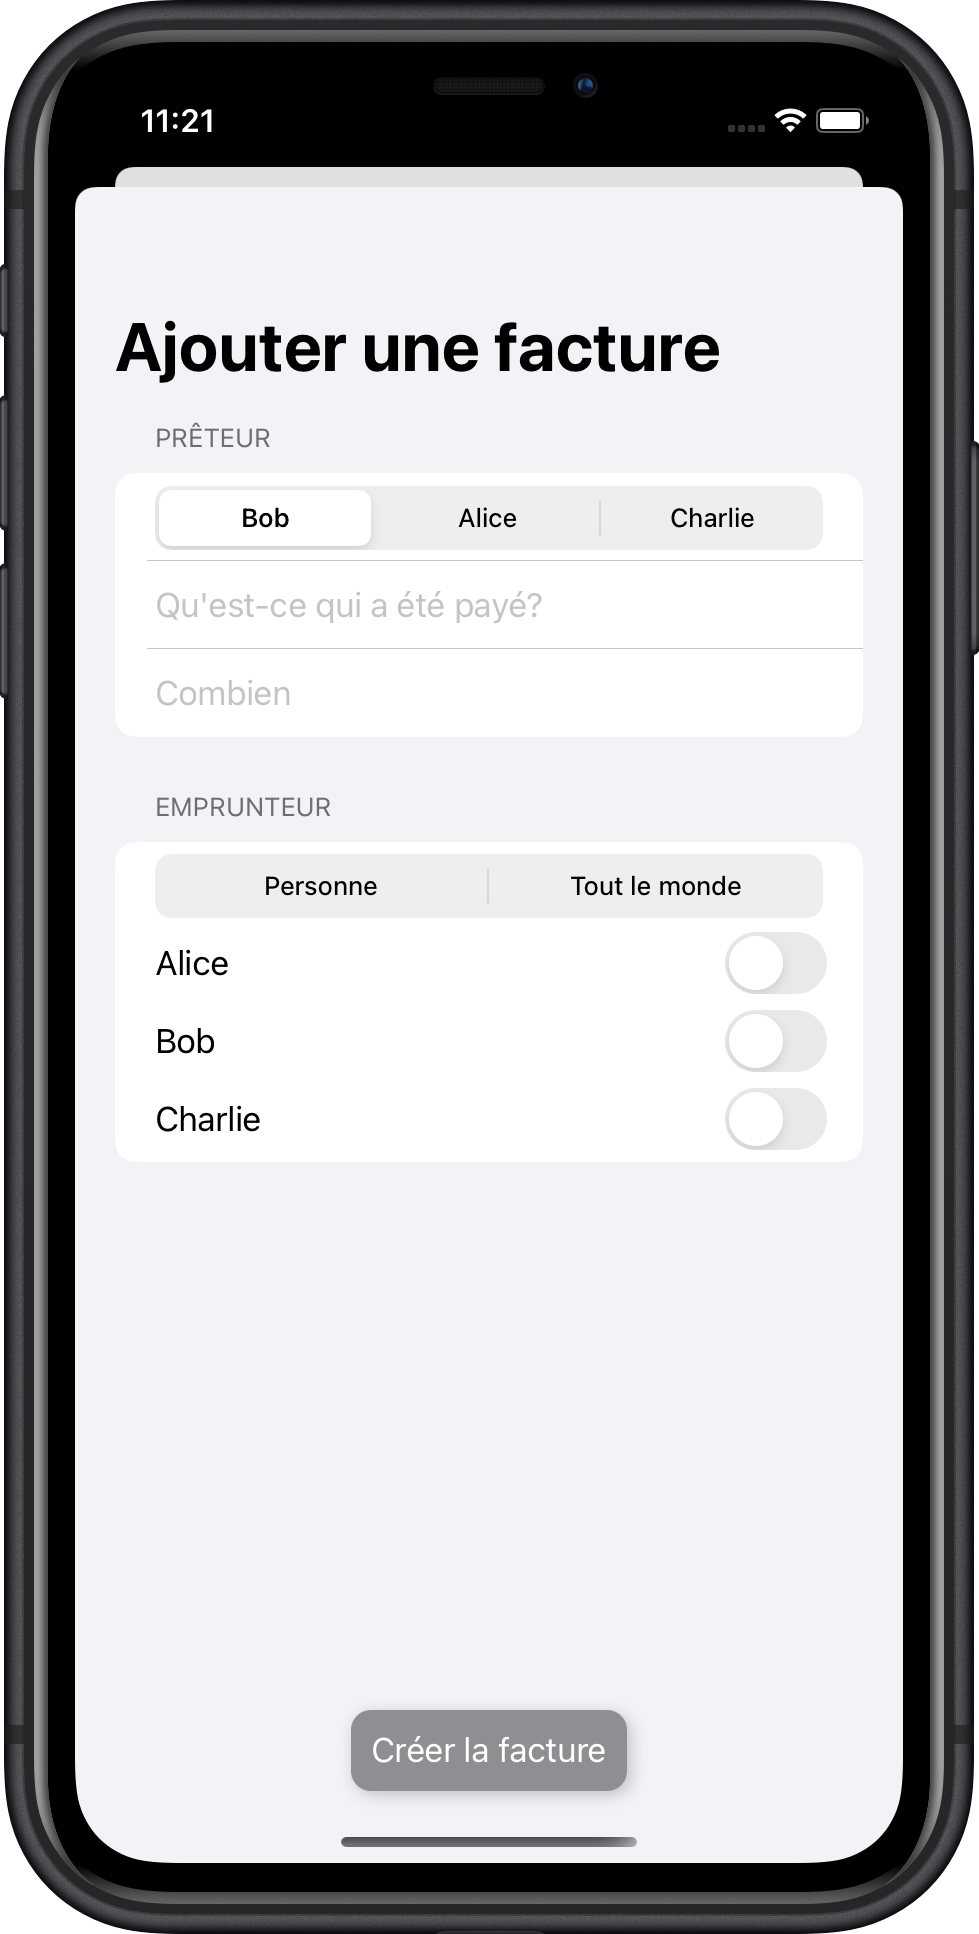 11:21
Ajouter une facture
PRÊTEUR
Bob Alice Charlie
Qu'est-ce qui a été payé?
Combien
EMPRUNTEUR
Personne Tout le monde
Alice
Bob
Charlie
Créer la facture